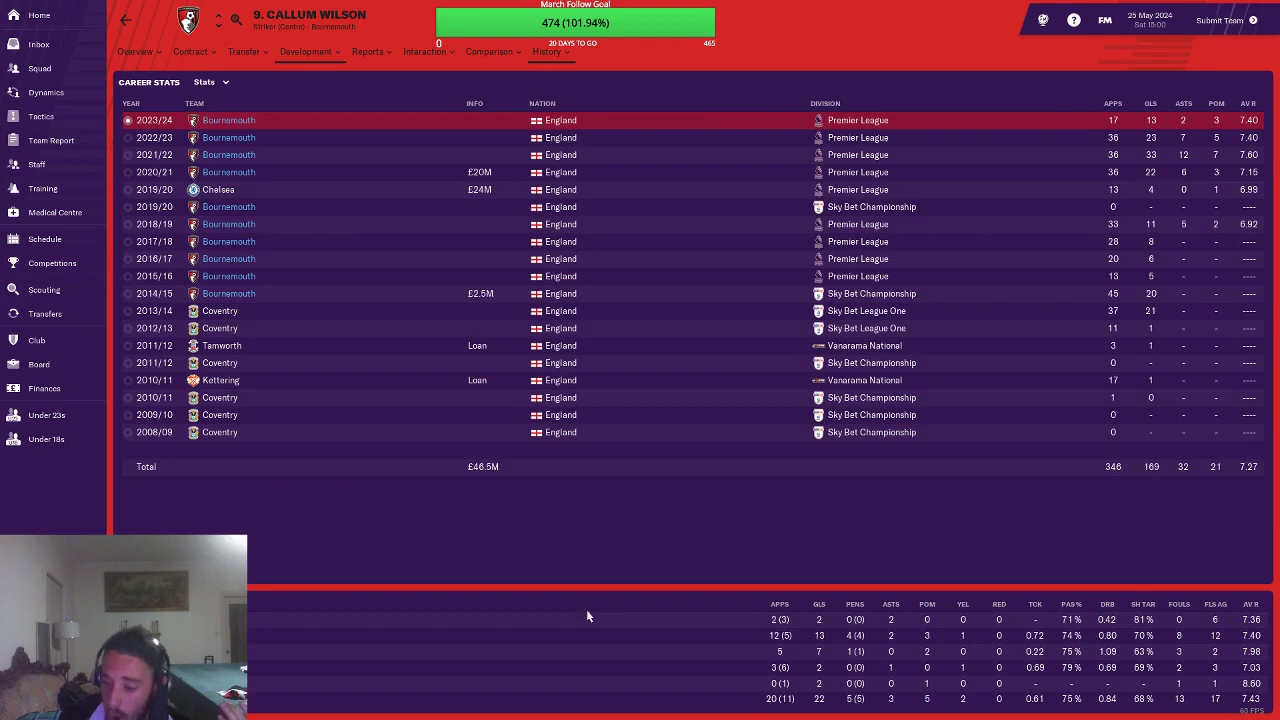 March Follow Goal
474 (101.94%)
0 20 DAYS TO GO 465
9. CALLUM WILSON
Striker (Centre) - Bournemouth
FM 25 May 2024 Sat 15:00 Submit Team
Overview Contract Transfer Development Reports Interaction Comparison History
Home
Inbox
Squad
Dynamics
Tactics
Team Report
Staff
Training
Medical Centre
Schedule
Competitions
Scouting
Transfers
Club
Board
Finances
Under 23s
Under 18s
CAREER STATS Stats
YEAR TEAM INFO NATION DIVISION APPS GLS ASTS POM AV R
2023/24 Bournemouth England Premier League 17 13 2 3 7.40
2022/23 Bournemouth England Premier League 36 23 7 5 7.40
2021/22 Bournemouth England Premier League 36 33 12 7 7.60
2020/21 Bournemouth £20M England Premier League 36 22 6 3 7.15
2019/20 Chelsea £24M England Premier League 13 4 0 1 6.99
2019/20 Bournemouth England Sky Bet Championship 0 - - - ----
2018/19 Bournemouth England Premier League 33 11 5 2 6.92
2017/18 Bournemouth England Premier League 28 8 - - ----
2016/17 Bournemouth England Premier League 20 6 - - ----
2015/16 Bournemouth England Premier League 13 5 - - ----
2014/15 Bournemouth £2.5M England Sky Bet Championship 45 20 - - ----
2013/14 Coventry England Sky Bet League One 37 21 - - ----
2012/13 Coventry England Sky Bet League One 11 1 - - ----
2011/12 Tamworth Loan England Vanarama National 3 1 - - ----
2011/12 Coventry England Sky Bet Championship 0 - - - ----
2010/11 Kettering Loan England Vanarama National 17 1 - - ----
2010/11 Coventry England Sky Bet Championship 1 0 - - ----
2009/10 Coventry England Sky Bet Championship 0 - - - ----
2008/09 Coventry England Sky Bet Championship 0 - - - ----
Total £46.5M 346 169 32 21 7.27
APPS GLS PENS ASTS POM YEL RED TCK PAS % DRB SH TAR FOULS FLS AG AV R
2 (3) 2 0 (0) 2 0 0 0 - 71 % 0.42 81 % 0 6 7.36
12 (5) 13 4 (4) 2 3 1 0 0.72 74 % 0.80 70 % 8 12 7.40
5 7 1 (1) 0 2 0 0 0.22 75 % 1.09 63 % 3 2 7.98
3 (6) 2 0 (0) 1 0 1 0 0.69 79 % 0.69 69 % 2 3 7.03
0 (1) 2 0 (0) 0 1 0 0 - - - - 1 1 8.60
20 (11) 22 5 (5) 3 5 2 0 0.61 75 % 0.84 68 % 13 17 7.43
60 FPS